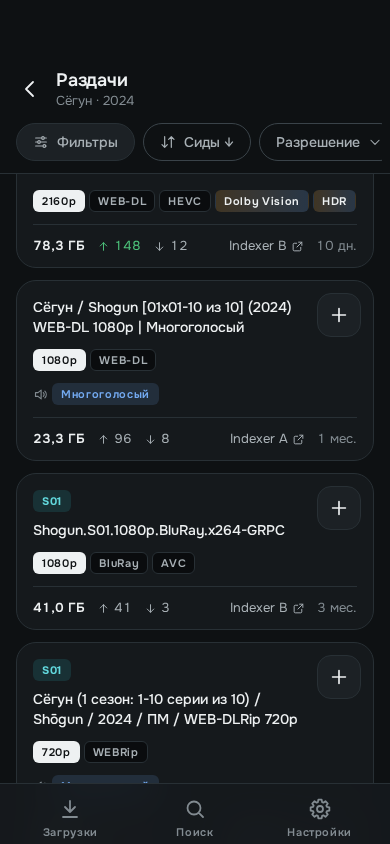 Раздачи
Сёгун · 2024
Фильтры
Сиды ↓
Разрешение
2160p WEB-DL HEVC Dolby Vision HDR
78,3 ГБ ↑ 148 ↓ 12 Indexer B 10 дн.
Сёгун / Shogun [01x01-10 из 10] (2024)
WEB-DL 1080p | Многоголосый
1080p WEB-DL
Многоголосый
23,3 ГБ ↑ 96 ↓ 8 Indexer A 1 мес.
S01
Shogun.S01.1080p.BluRay.x264-GRPC
1080p BluRay AVC
41,0 ГБ ↑ 41 ↓ 3 Indexer B 3 мес.
S01
Сёгун (1 сезон: 1-10 серии из 10) /
Shōgun / 2024 / ПМ / WEB-DLRip 720p
720p WEBRip
Загрузки
Поиск
Настройки